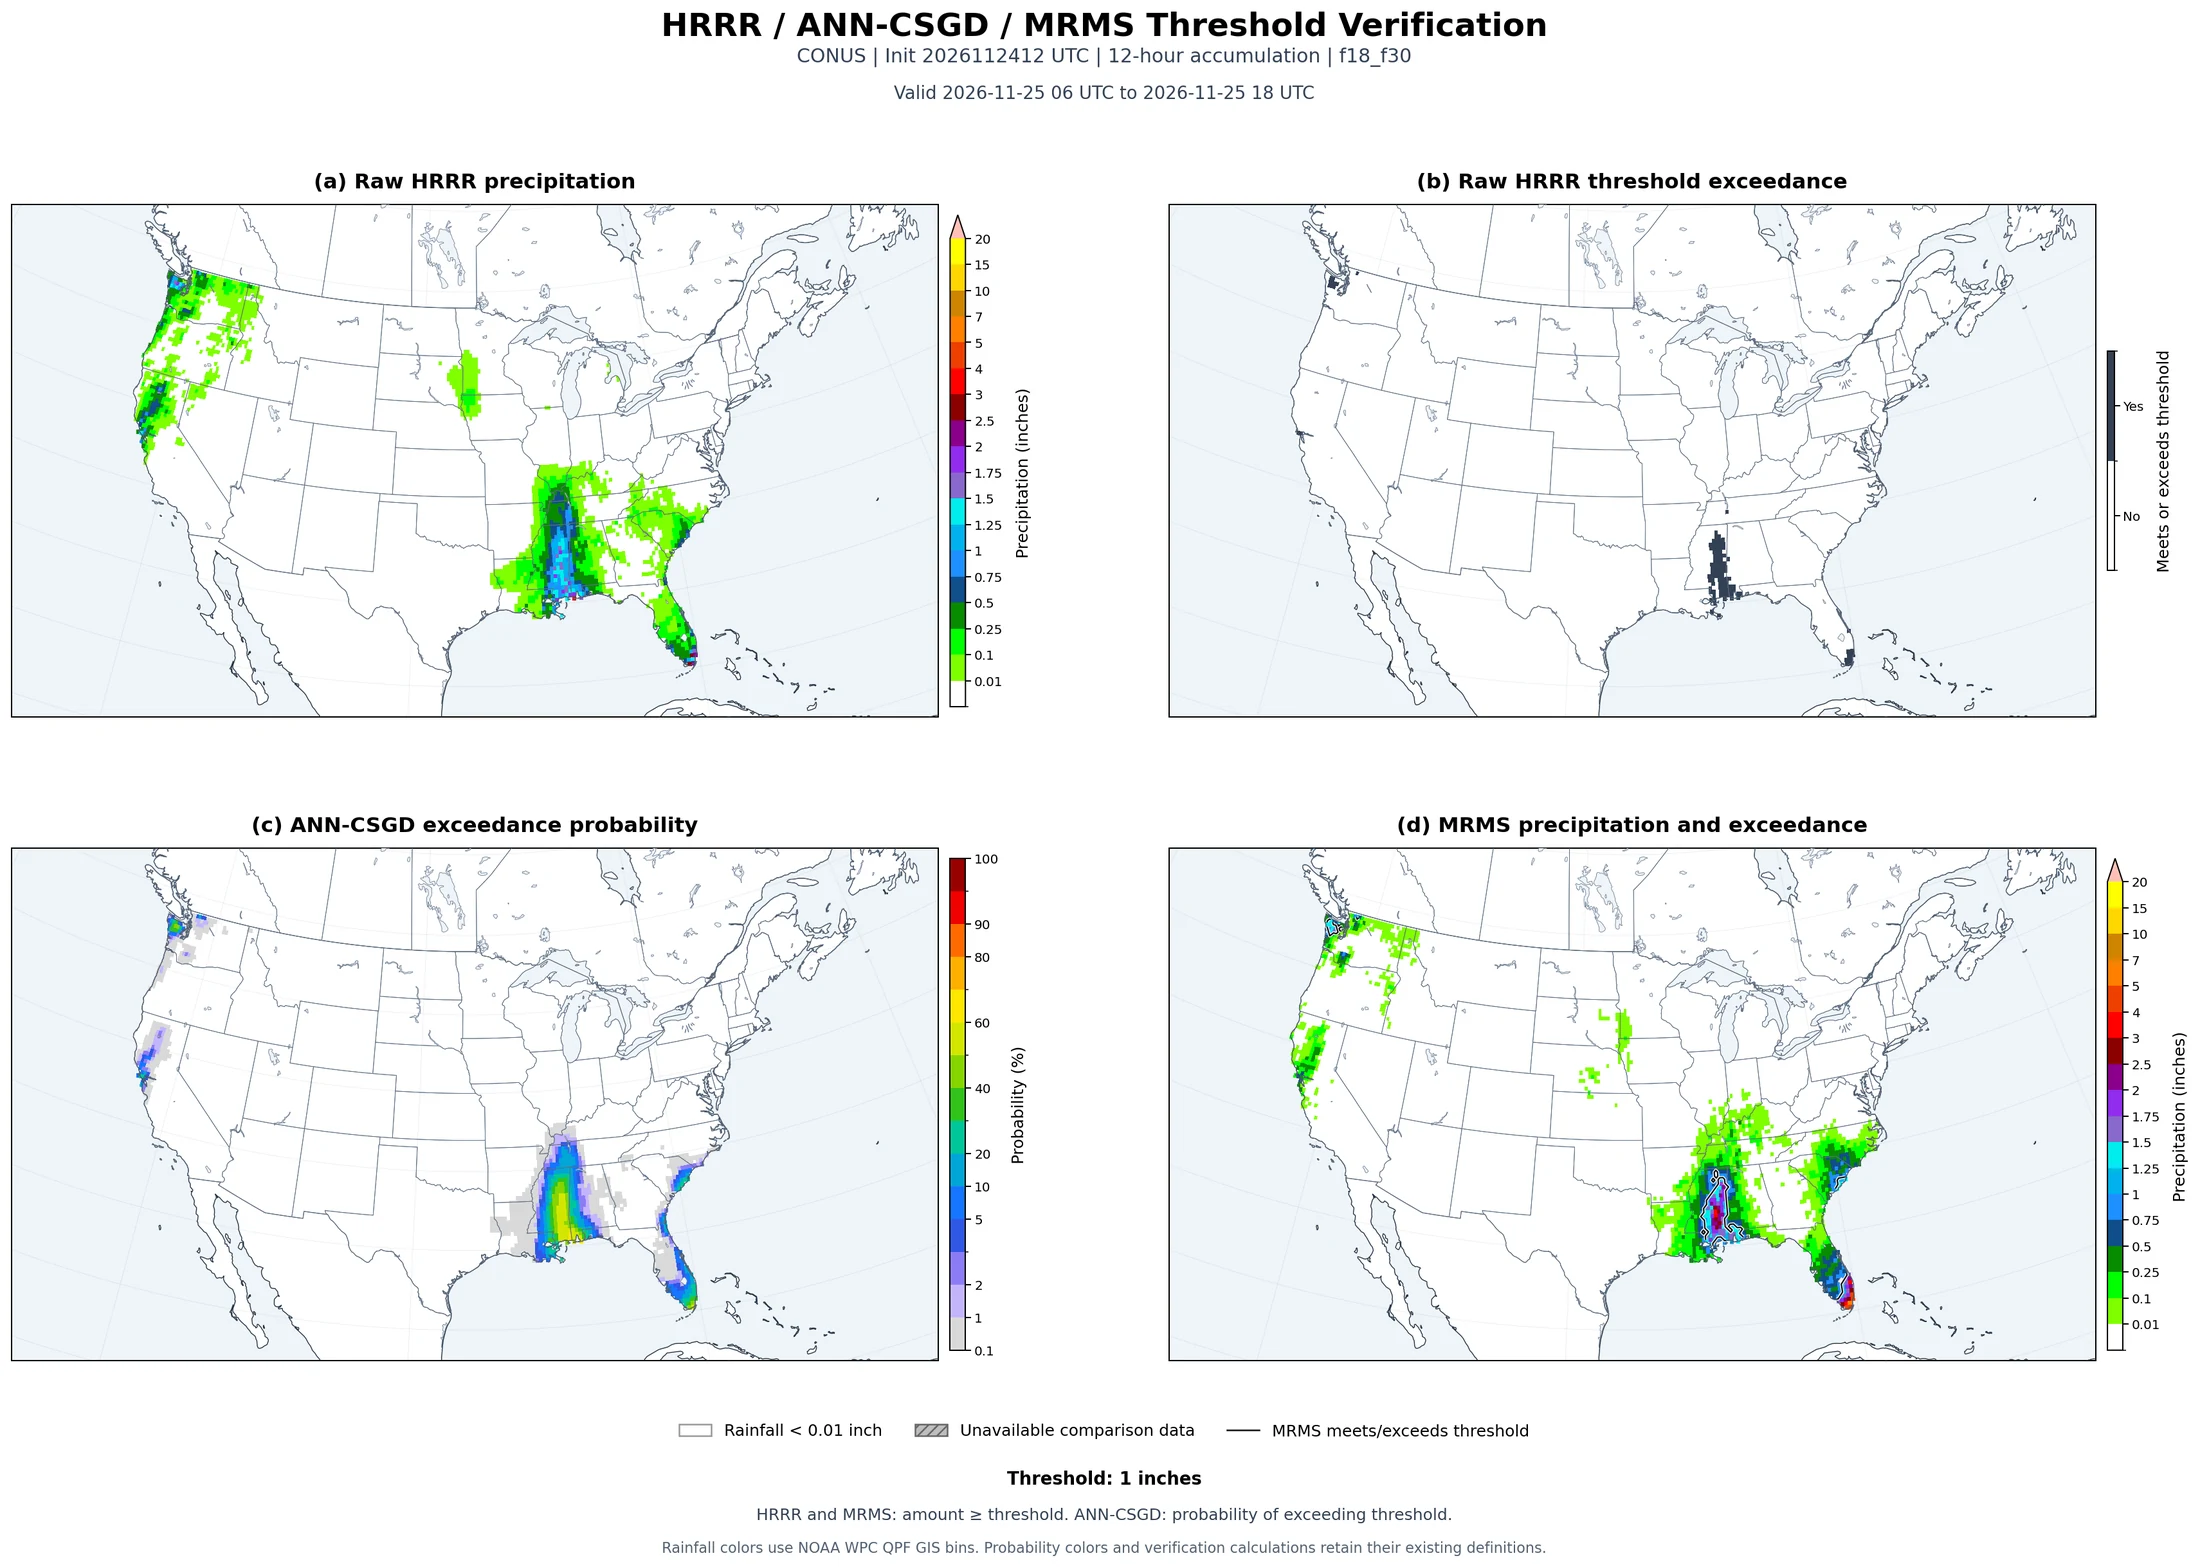 HRRR / ANN-CSGD / MRMS Threshold Verification
CONUS | Init 2026112412 UTC | 12-hour accumulation | f18_f30
Valid 2026-11-25 06 UTC to 2026-11-25 18 UTC
(a) Raw HRRR precipitation
20
15
10
7
5
4
3
2.5
2
1.75
1.5
1.25
1
0.75
0.5
0.25
0.1
0.01
Precipitation (inches)
(b) Raw HRRR threshold exceedance
Yes
No
Meets or exceeds threshold
(c) ANN-CSGD exceedance probability
100
90
80
60
40
20
10
5
2
1
0.1
Probability (%)
(d) MRMS precipitation and exceedance
20
15
10
7
5
4
3
2.5
2
1.75
1.5
1.25
1
0.75
0.5
0.25
0.1
0.01
Precipitation (inches)
Rainfall < 0.01 inch
Unavailable comparison data
MRMS meets/exceeds threshold
Threshold: 1 inches
HRRR and MRMS: amount ≥ threshold. ANN-CSGD: probability of exceeding threshold.
Rainfall colors use NOAA WPC QPF GIS bins. Probability colors and verification calculations retain their existing definitions.